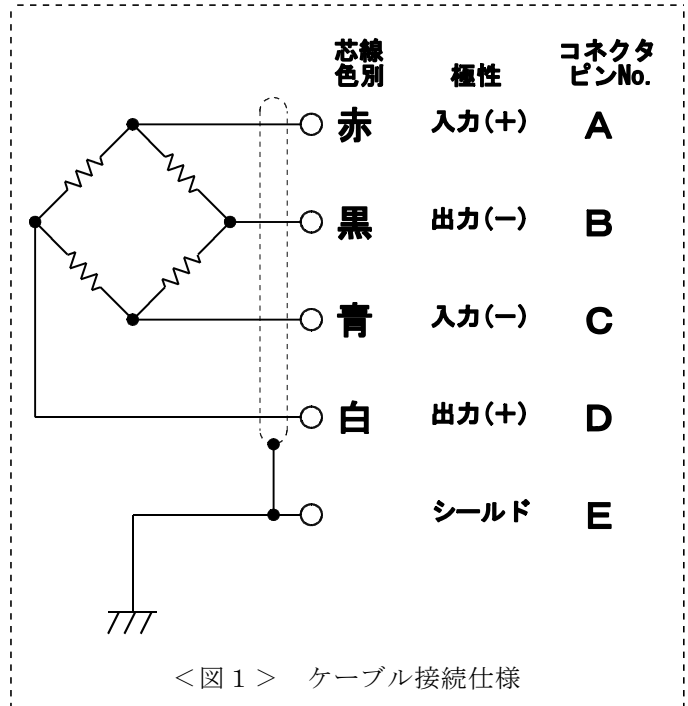 芯線
色別
極性
コネクタ
ピンNo.
赤 入力(+) A
黒 出力(-) B
青 入力(-) C
白 出力(+) D
シールド E
<図1> ケーブル接続仕様